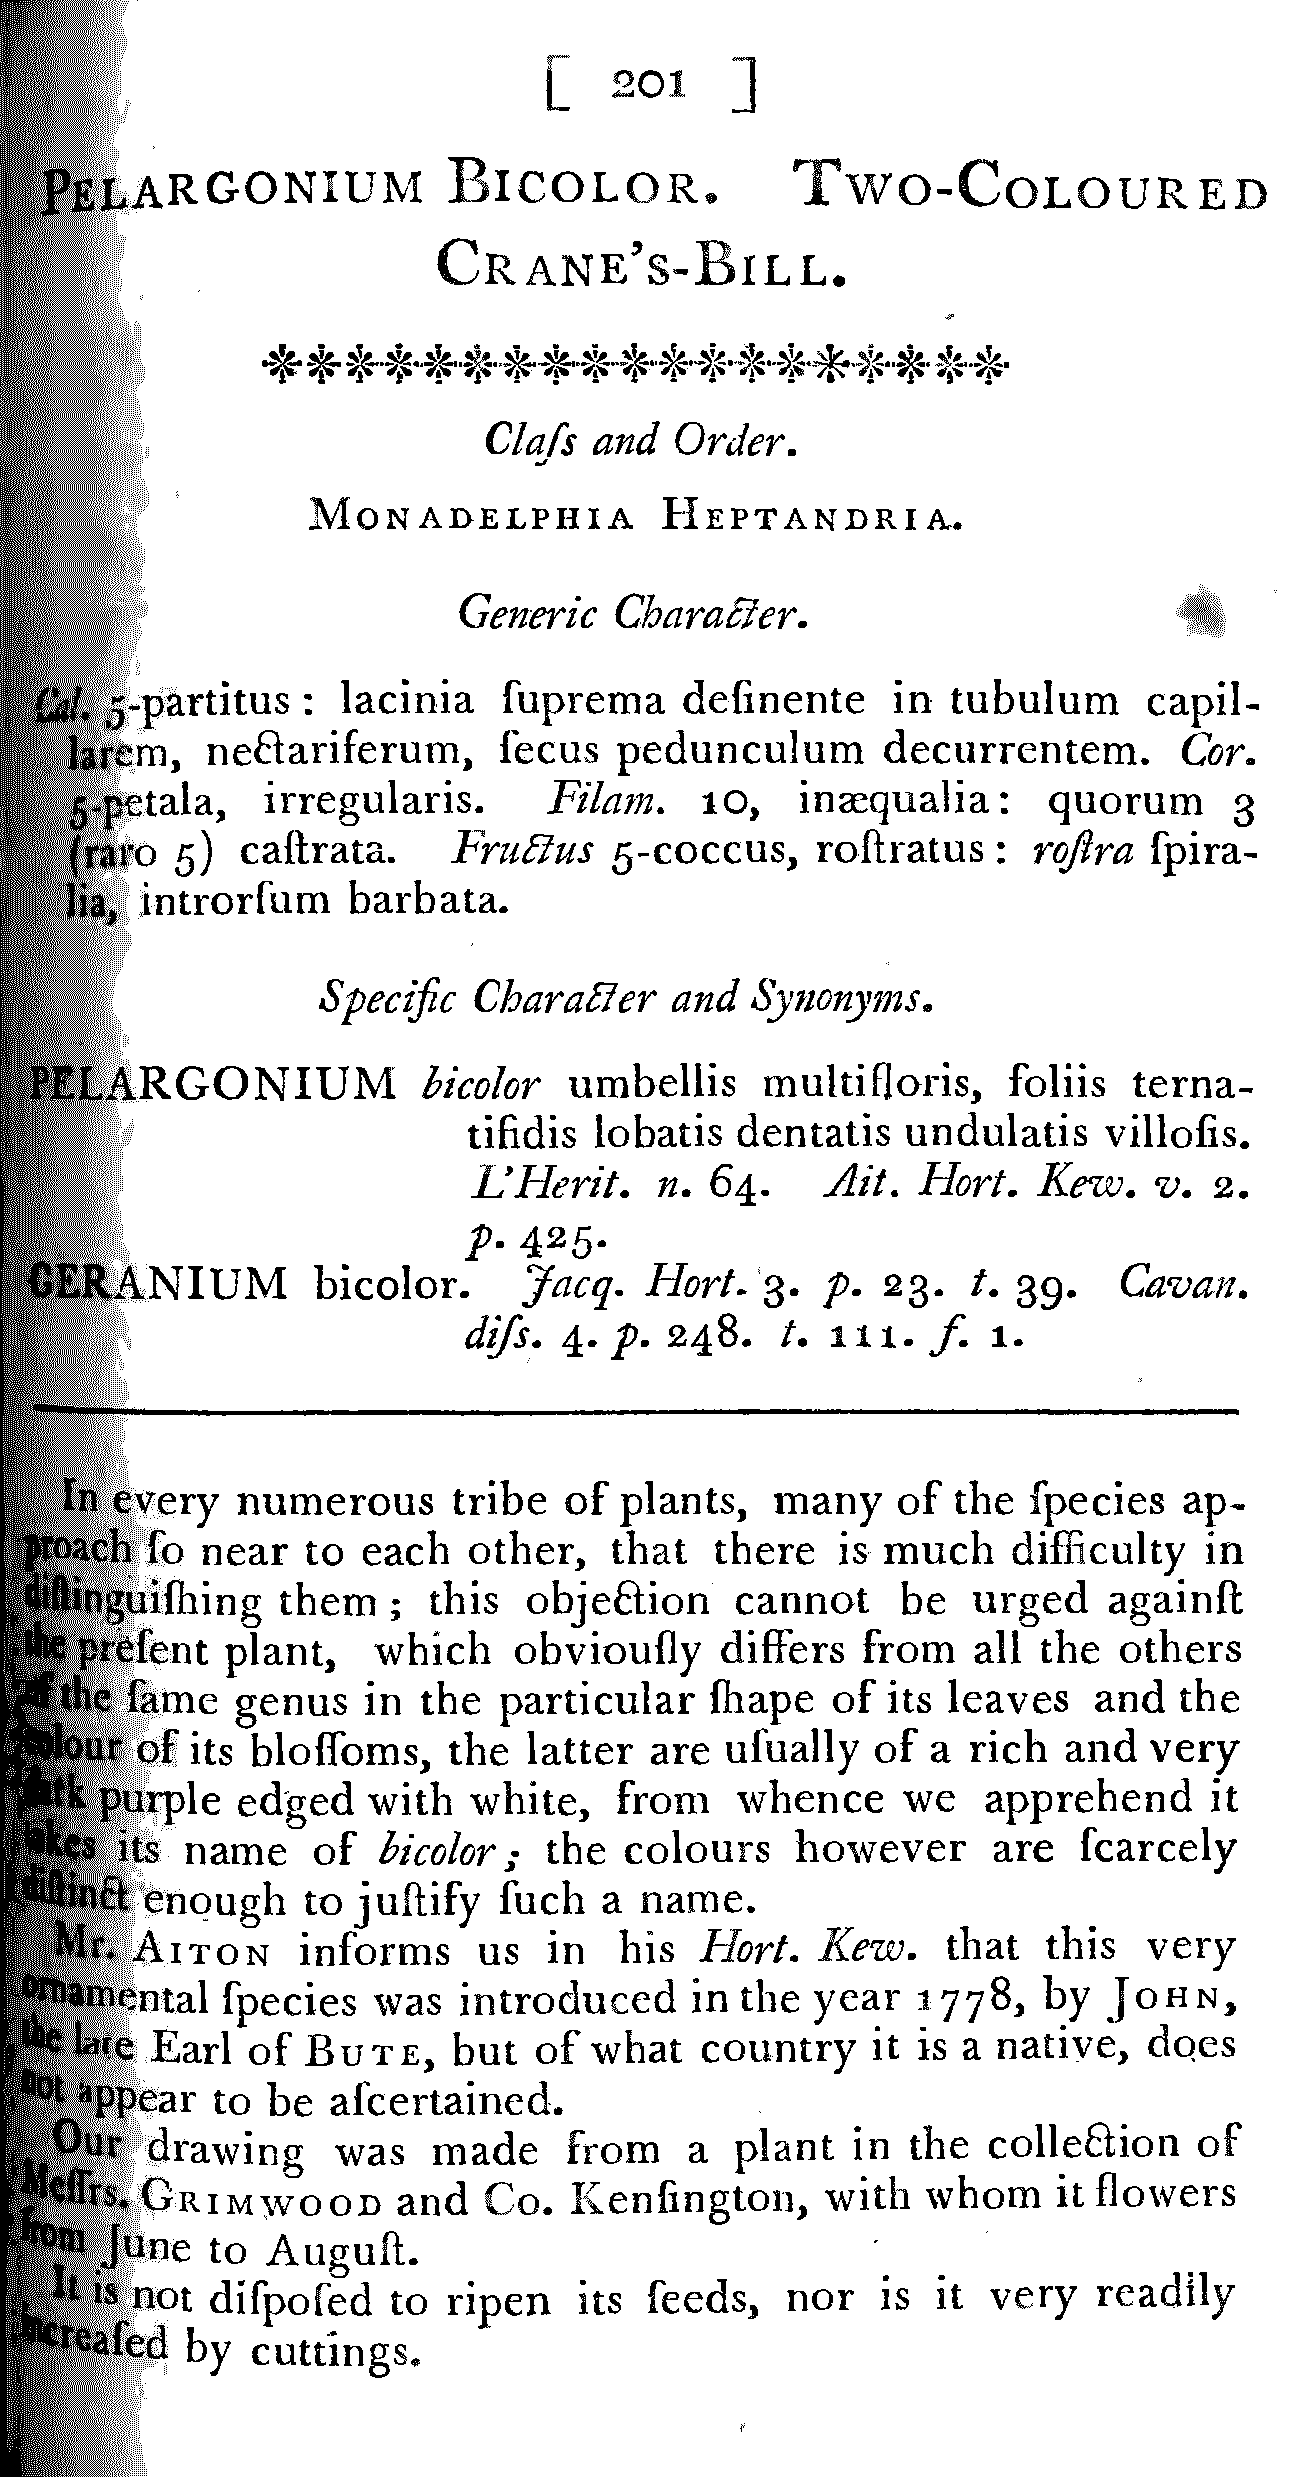 [ 201 ]
PELARGONIUM BICOLOR. TWO-COLOURED
CRANE'S-BILL.
Claſs and Order.
MONADELPHIA HEPTANDRIA.
Generic Character.
Cal. 5-partitus: lacinia ſuprema deſinente in tubulum capil-
larem, nectariferum, ſecus pedunculum decurrentem. Cor.
5-petala, irregularis. Filam. 10, inæqualia: quorum 3
(raro 5) caſtrata. Fructus 5-coccus, roſtratus: roſtra ſpira-
lia, introrſum barbata.
Specific Character and Synonyms.
PELARGONIUM bicolor umbellis multifloris, foliis terna-
tifidis lobatis dentatis undulatis villoſis.
L'Herit. n. 64. Ait. Hort. Kew. v. 2.
p. 425.
GERANIUM bicolor. Jacq. Hort. 3. p. 23. t. 39. Cavan.
diſs. 4. p. 248. t. 111. f. 1.
In every numerous tribe of plants, many of the ſpecies ap-
proach ſo near to each other, that there is much difficulty in
diſtinguiſhing them; this objection cannot be urged againſt
the preſent plant, which obviouſly differs from all the others
of the ſame genus in the particular ſhape of its leaves and the
colour of its bloſſoms, the latter are uſually of a rich and very
dark purple edged with white, from whence we apprehend it
takes its name of bicolor; the colours however are ſcarcely
diſtinct enough to juſtify ſuch a name.
Mr. AITON informs us in his Hort. Kew. that this very
ornamental ſpecies was introduced in the year 1778, by JOHN,
the late Earl of BUTE, but of what country it is a native, does
not appear to be aſcertained.
Our drawing was made from a plant in the collection of
Meſſrs. GRIMWOOD and Co. Kenſington, with whom it flowers
from June to Auguſt.
It is not diſpoſed to ripen its ſeeds, nor is it very readily
increaſed by cuttings.